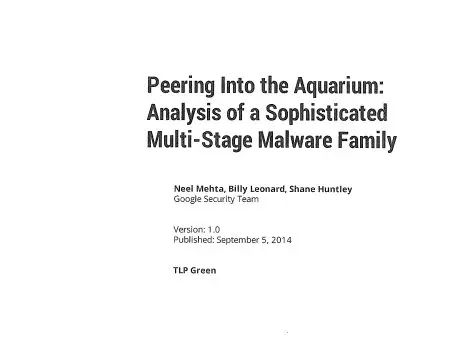 Peering Into the Aquarium:
Analysis of a Sophisticated
Multi-Stage Malware Family
Neel Mehta, Billy Leonard, Shane Huntley
Google Security Team
Version: 1.0
Published: September 5, 2014
TLP Green